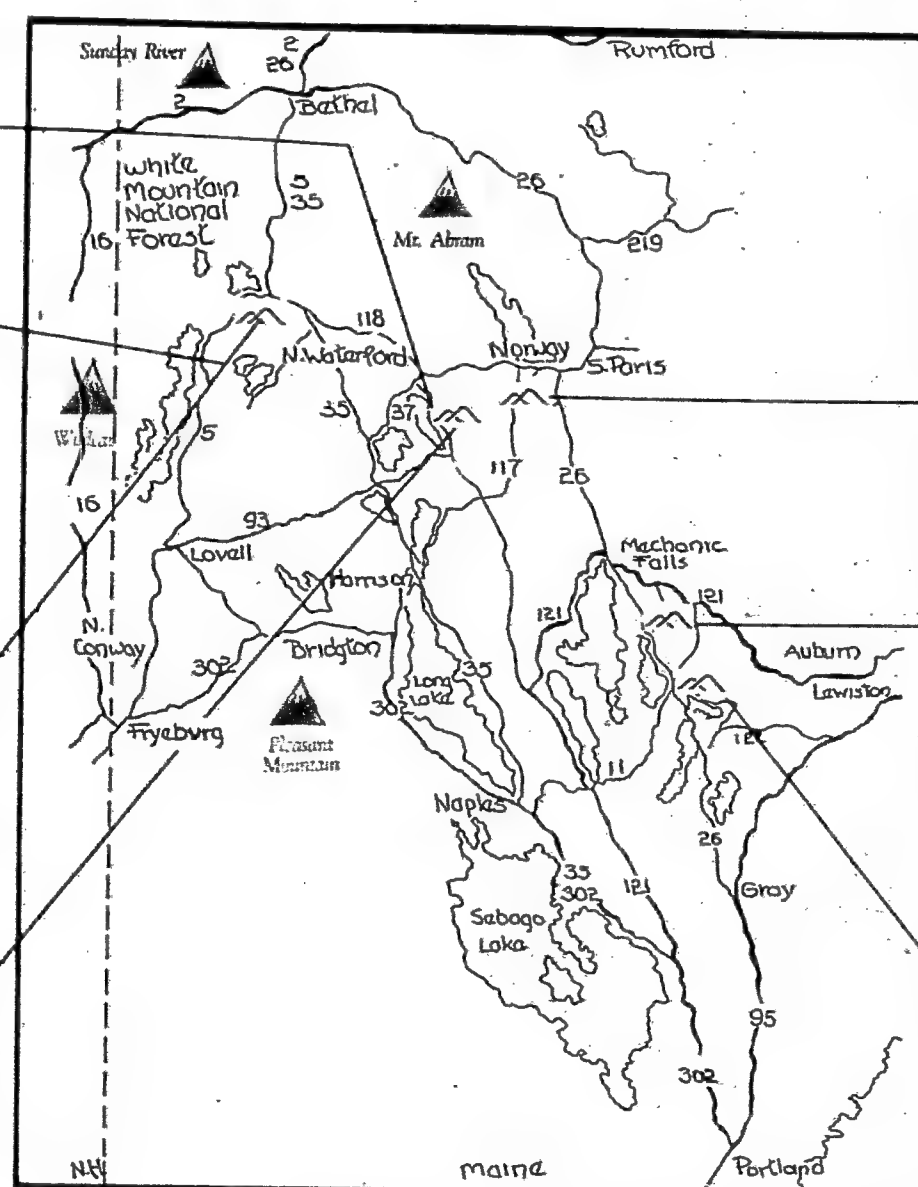 Sunday River
2
26
Rumford
2
Bethel
White
Mountain
National
Forest
5
35
26
16
Mt. Abram
219
118
N. Waterford
Norway
S. Paris
35
37
5
117
26
16
93
Lovell
Mechanic
Falls
Harrison
121
121
N.
Conway
302
Bridgton
Auburn
Long
Lake
35
Lewiston
302
Fryeburg
Pleasant
Mountain
11
Naples
26
35
302
121
Gray
Sebago
Lake
95
302
N.H.
Maine
Portland